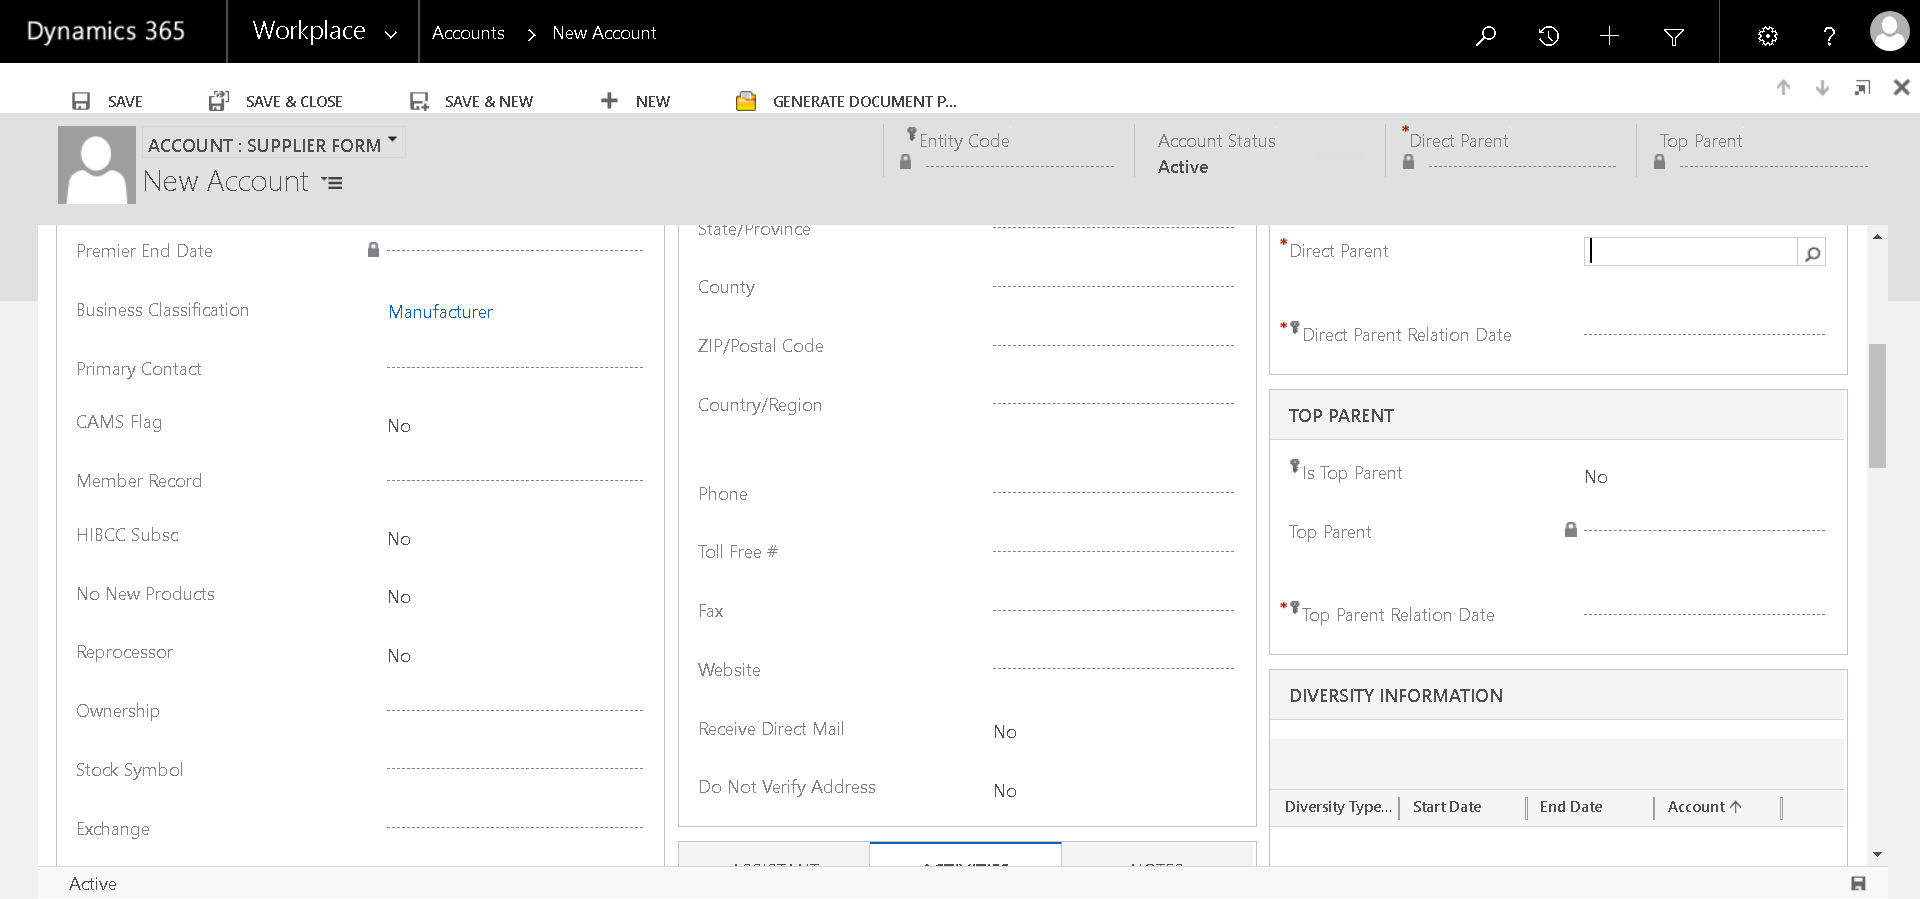 Dynamics 365
Workplace
Accounts > New Account
?
SAVE
SAVE & CLOSE
SAVE & NEW
NEW
GENERATE DOCUMENT P...
ACCOUNT : SUPPLIER FORM
New Account
Entity Code
Account Status
Active
*Direct Parent
Top Parent
Premier End Date
Business Classification
Manufacturer
Primary Contact
CAMS Flag
No
Member Record
HIBCC Subsc
No
No New Products
No
Reprocessor
No
Ownership
Stock Symbol
Exchange
State/Province
County
ZIP/Postal Code
Country/Region
Phone
Toll Free #
Fax
Website
Receive Direct Mail
No
Do Not Verify Address
No
ASSISTANT
ACTIVITIES
NOTES
*Direct Parent
*Direct Parent Relation Date
TOP PARENT
Is Top Parent
No
Top Parent
*Top Parent Relation Date
DIVERSITY INFORMATION
Diversity Type...
Start Date
End Date
Account ↑
Active